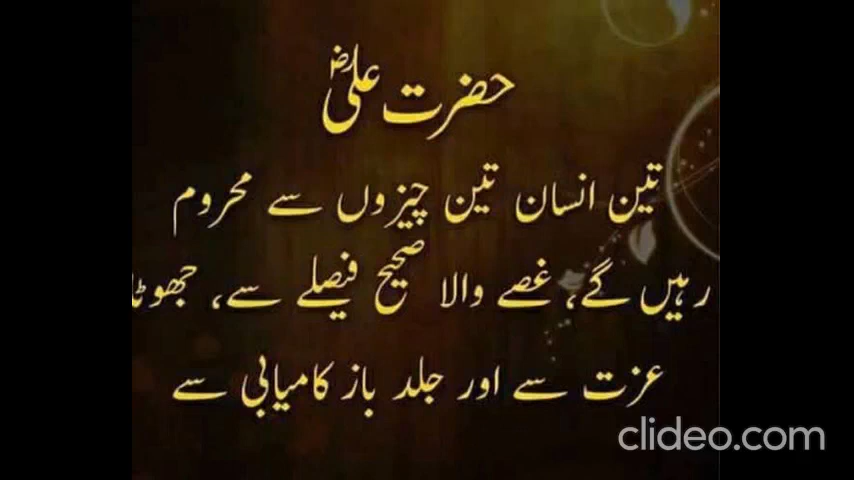 حضرت علیؓ
تین انسان تین چیزوں سے محروم
رہیں گے، غصے والا صحیح فیصلے سے، جھوٹا
عزت سے اور جلد باز کامیابی سے
clideo.com